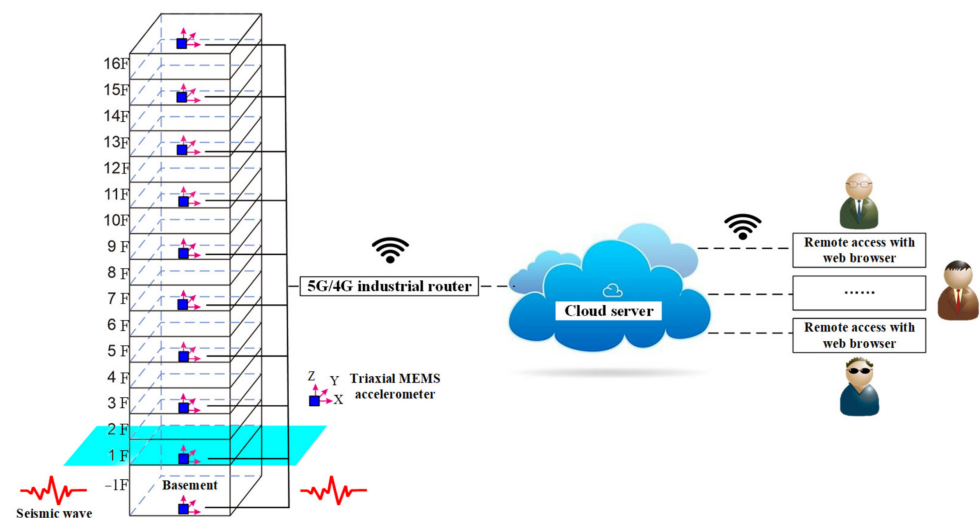 16F
15F
14F
13F
12F
11F
10F
9 F
8 F
7 F
6 F
5 F
4 F
3 F
2 F
1 F
-1F
Basement
Seismic wave
5G/4G industrial router
Z
Y
X
Triaxial MEMS
accelerometer
Cloud server
Remote access with
web browser
······
Remote access with
web browser